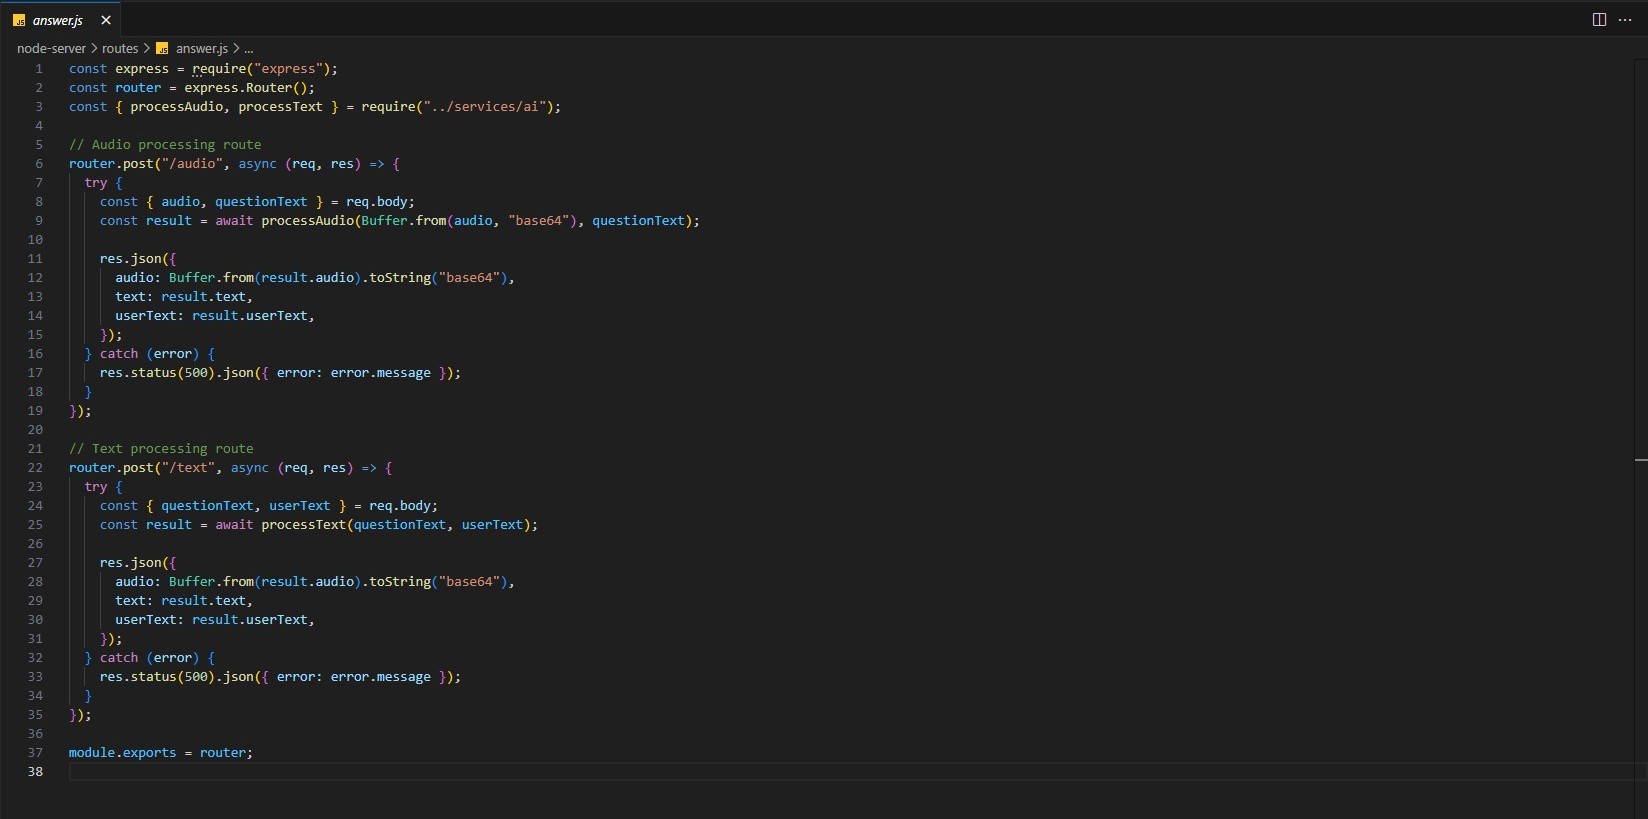 JS answer.js ×
node-server > routes > JS answer.js > ...
1 const express = require("express");
2 const router = express.Router();
3 const { processAudio, processText } = require("../services/ai");
4
5 // Audio processing route
6 router.post("/audio", async (req, res) => {
7   try {
8     const { audio, questionText } = req.body;
9     const result = await processAudio(Buffer.from(audio, "base64"), questionText);
10
11     res.json({
12       audio: Buffer.from(result.audio).toString("base64"),
13       text: result.text,
14       userText: result.userText,
15     });
16   } catch (error) {
17     res.status(500).json({ error: error.message });
18   }
19 });
20
21 // Text processing route
22 router.post("/text", async (req, res) => {
23   try {
24     const { questionText, userText } = req.body;
25     const result = await processText(questionText, userText);
26
27     res.json({
28       audio: Buffer.from(result.audio).toString("base64"),
29       text: result.text,
30       userText: result.userText,
31     });
32   } catch (error) {
33     res.status(500).json({ error: error.message });
34   }
35 });
36
37 module.exports = router;
38